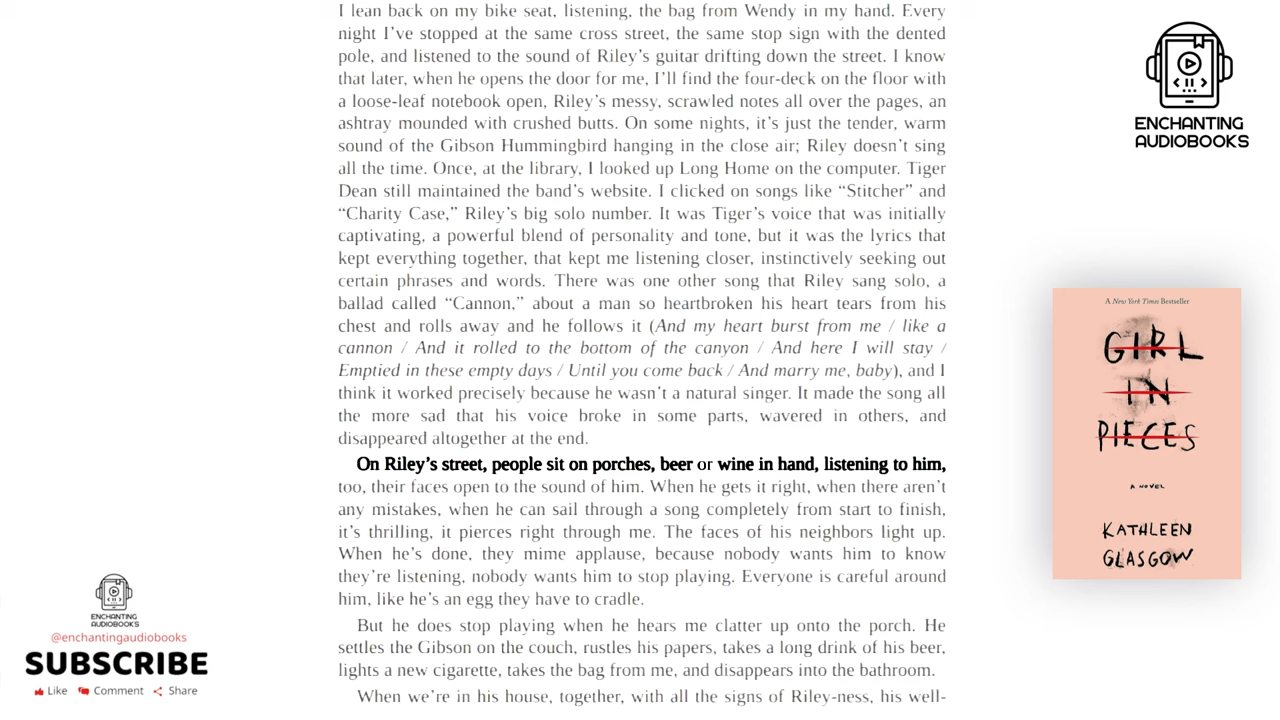 I lean back on my bike seat, listening, the bag from Wendy in my hand. Every
night I’ve stopped at the same cross street, the same stop sign with the dented
pole, and listened to the sound of Riley’s guitar drifting down the street. I know
that later, when he opens the door for me, I’ll find the four-deck on the floor with
a loose-leaf notebook open, Riley’s messy, scrawled notes all over the pages, an
ashtray mounded with crushed butts. On some nights, it’s just the tender, warm
sound of the Gibson Hummingbird hanging in the close air; Riley doesn’t sing
all the time. Once, at the library, I looked up Long Home on the computer. Tiger
Dean still maintained the band’s website. I clicked on songs like “Stitcher” and
“Charity Case,” Riley’s big solo number. It was Tiger’s voice that was initially
captivating, a powerful blend of personality and tone, but it was the lyrics that
kept everything together, that kept me listening closer, instinctively seeking out
certain phrases and words. There was one other song that Riley sang solo, a
ballad called “Cannon,” about a man so heartbroken his heart tears from his
chest and rolls away and he follows it (And my heart burst from me / like a
cannon / And it rolled to the bottom of the canyon / And here I will stay /
Emptied in these empty days / Until you come back / And marry me, baby), and I
think it worked precisely because he wasn’t a natural singer. It made the song all
the more sad that his voice broke in some parts, wavered in others, and
disappeared altogether at the end.
On Riley’s street, people sit on porches, beer or wine in hand, listening to him,
too, their faces open to the sound of him. When he gets it right, when there aren’t
any mistakes, when he can sail through a song completely from start to finish,
it’s thrilling, it pierces right through me. The faces of his neighbors light up.
When he’s done, they mime applause, because nobody wants him to know
they’re listening, nobody wants him to stop playing. Everyone is careful around
him, like he’s an egg they have to cradle.
But he does stop playing when he hears me clatter up onto the porch. He
settles the Gibson on the couch, rustles his papers, takes a long drink of his beer,
lights a new cigarette, takes the bag from me, and disappears into the bathroom.
When we’re in his house, together, with all the signs of Riley-ness, his well-
ENCHANTING
AUDIOBOOKS
A New York Times Bestseller
GIRL
IN
PIECES
A NOVEL
KATHLEEN
GLASGOW
ENCHANTING
AUDIOBOOKS
@enchantingaudiobooks
SUBSCRIBE
Like Comment Share